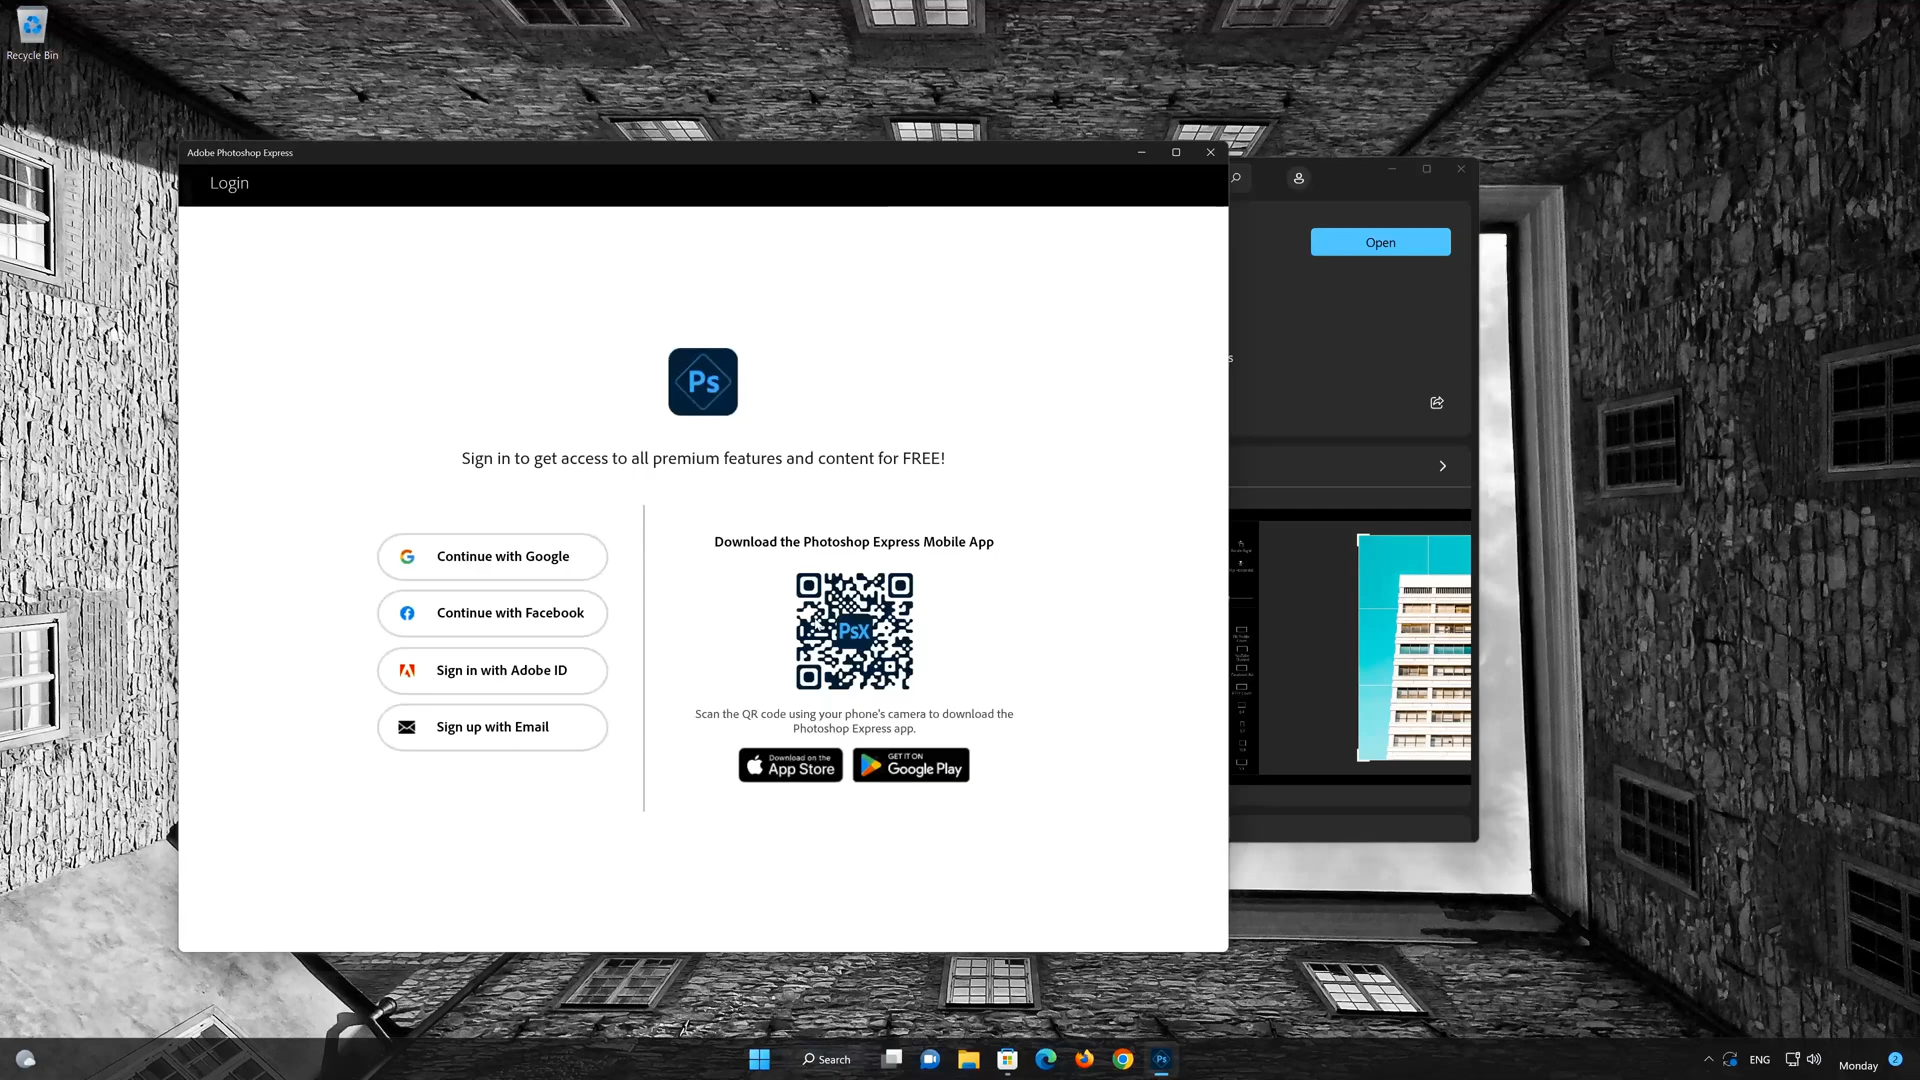 Recycle Bin
Adobe Photoshop Express
Login
Open
s
Ps
Sign in to get access to all premium features and content for FREE!
Continue with Google
Continue with Facebook
Sign in with Adobe ID
Sign up with Email
Download the Photoshop Express Mobile App
PsX
Scan the QR code using your phone's camera to download the
Photoshop Express app.
Download on the
App Store
GET IT ON
Google Play
Search
Ps
ENG
Monday
2